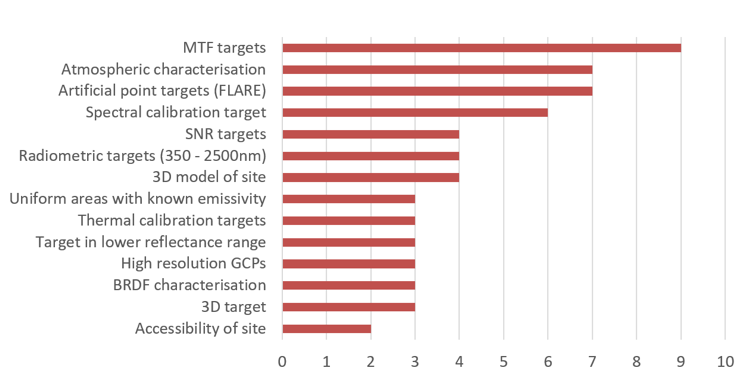 MTF targets
Atmospheric characterisation
Artificial point targets (FLARE)
Spectral calibration target
SNR targets
Radiometric targets (350 - 2500nm)
3D model of site
Uniform areas with known emissivity
Thermal calibration targets
Target in lower reflectance range
High resolution GCPs
BRDF characterisation
3D target
Accessibility of site
0 1 2 3 4 5 6 7 8 9 10